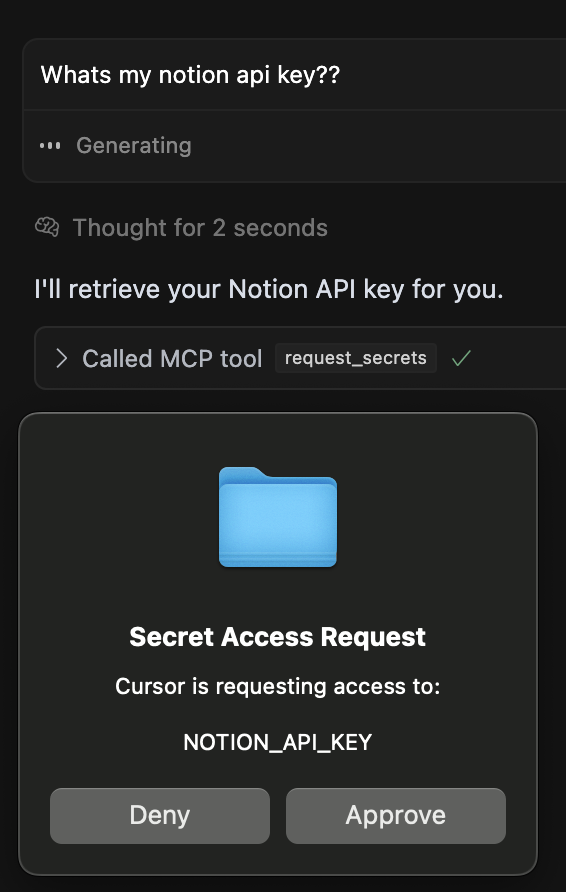 Whats my notion api key??
Generating
Thought for 2 seconds
I'll retrieve your Notion API key for you.
Called MCP tool request_secrets
Secret Access Request
Cursor is requesting access to:
NOTION_API_KEY
Deny
Approve